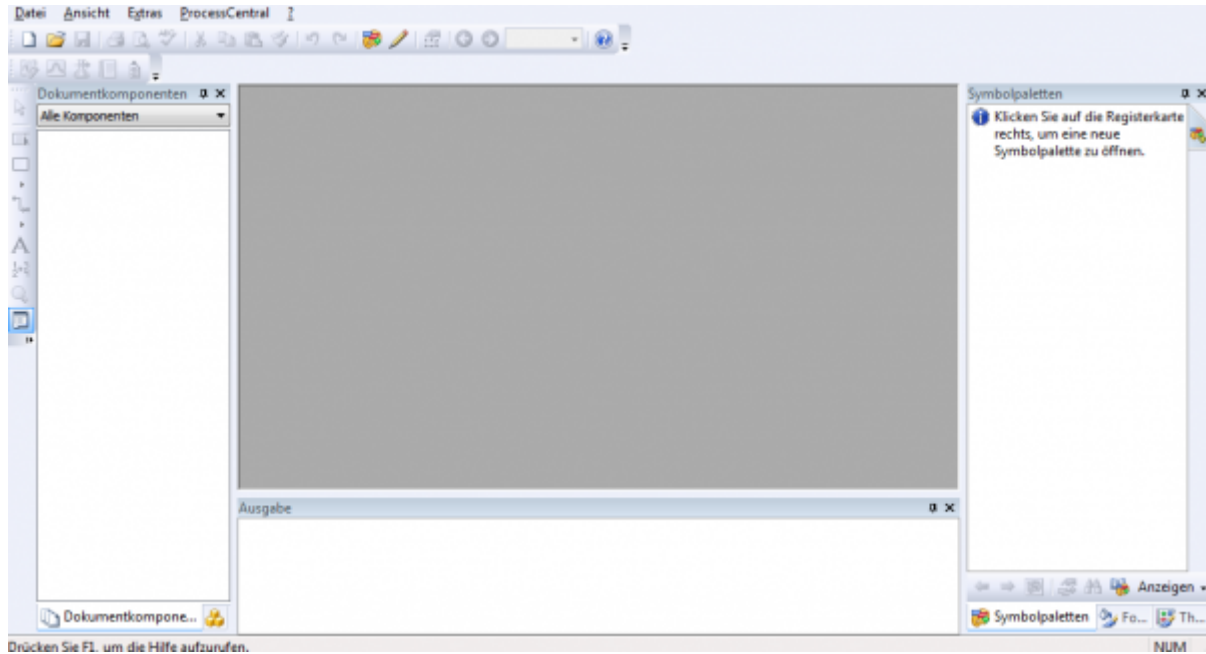 Datei Ansicht Extras ProcessCentral ?
Dokumentkomponenten
Alle Komponenten
Symbolpaletten
Klicken Sie auf die Registerkarte
rechts, um eine neue
Symbolpalette zu öffnen.
Ausgabe
Anzeigen
Dokumentkompone...
Symbolpaletten Fo... Th...
Drücken Sie F1, um die Hilfe aufzurufen.
NUM